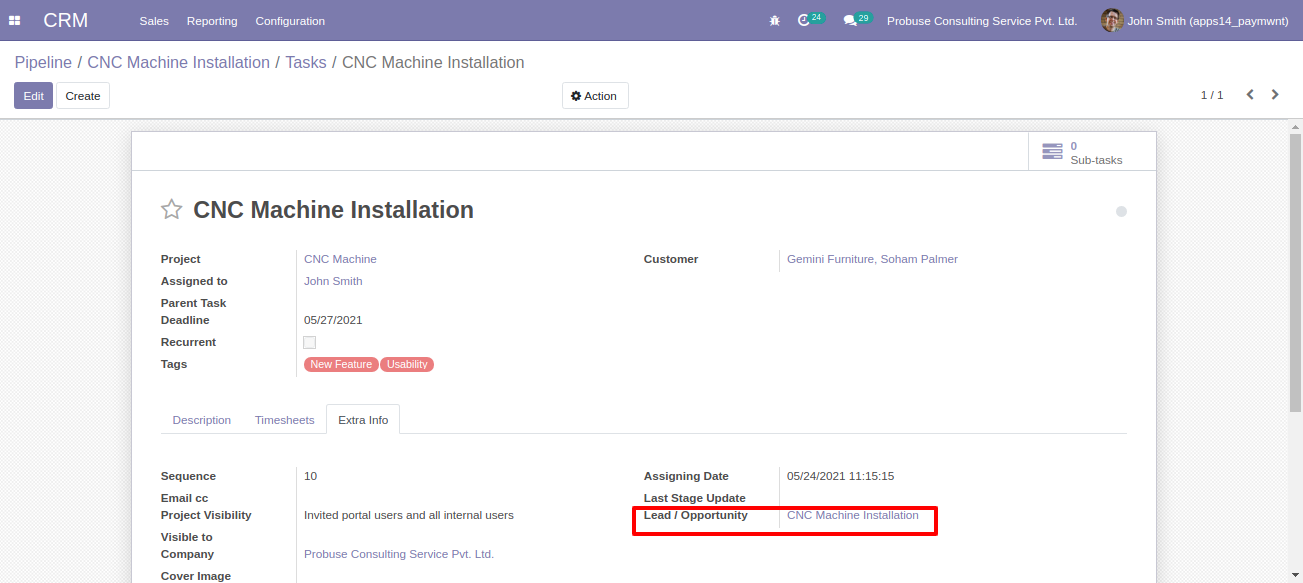 CRM Sales Reporting Configuration 24 29 Probuse Consulting Service Pvt. Ltd. John Smith (apps14_paymwnt)
Pipeline / CNC Machine Installation / Tasks / CNC Machine Installation
Edit Create Action 1 / 1
0
Sub-tasks
CNC Machine Installation
Project CNC Machine Customer Gemini Furniture, Soham Palmer
Assigned to John Smith
Parent Task
Deadline 05/27/2021
Recurrent
Tags New Feature Usability
Description Timesheets Extra Info
Sequence 10 Assigning Date 05/24/2021 11:15:15
Email cc Last Stage Update
Project Visibility Invited portal users and all internal users Lead / Opportunity CNC Machine Installation
Visible to
Company Probuse Consulting Service Pvt. Ltd.
Cover Image